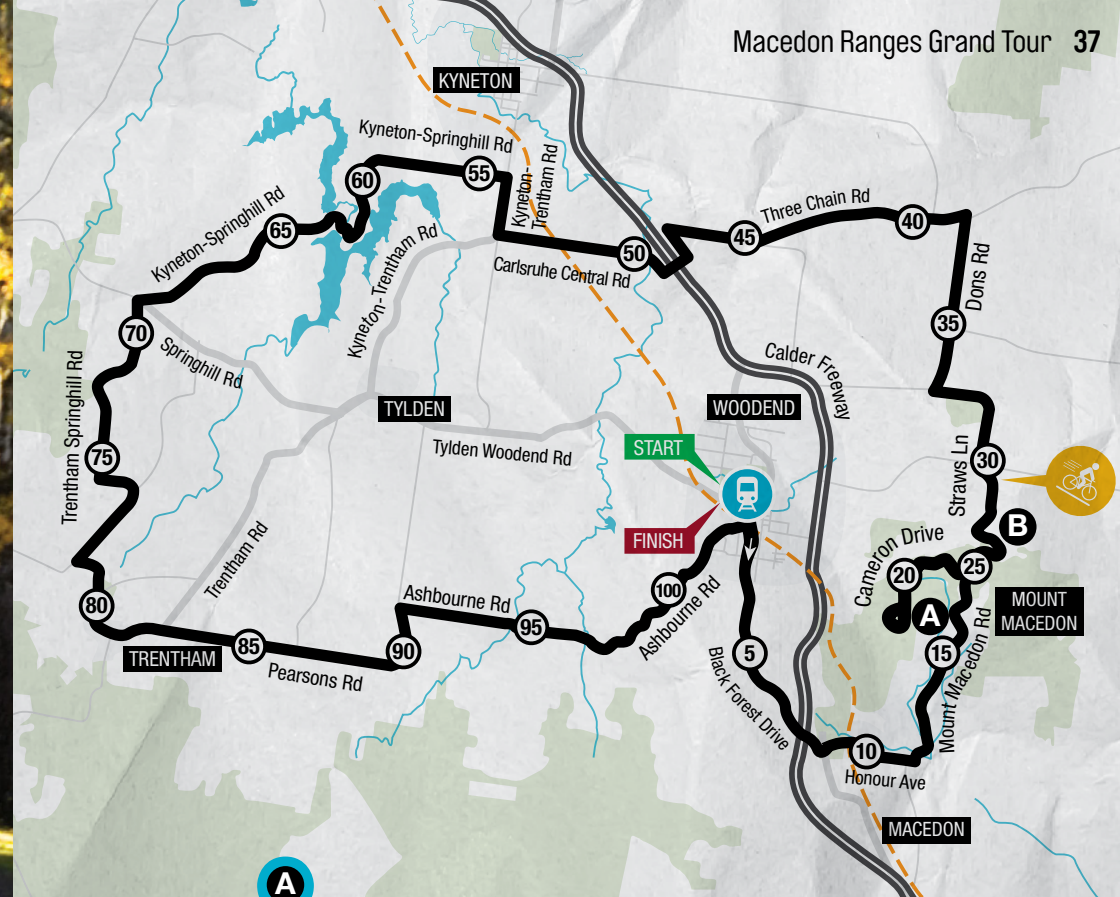 Macedon Ranges Grand Tour 37
KYNETON
Kyneton-Springhill Rd
55
60
Kyneton-
Trentham Rd
Three Chain Rd
40
45
Kyneton-Springhill Rd
65
50
Carlsruhe Central Rd
Kyneton-Trentham Rd
Dons Rd
35
70
Springhill Rd
Calder Freeway
Trentham Springhill Rd
TYLDEN
WOODEND
START
Tylden Woodend Rd
75
Straws Ln
30
FINISH
B
Cameron Drive
20
25
Trentham Rd
80
Ashbourne Rd
100
A
MOUNT
MACEDON
95
Ashbourne Rd
85
90
TRENTHAM
Pearsons Rd
5
15
Mount Macedon Rd
Black Forest Drive
10
Honour Ave
MACEDON
A